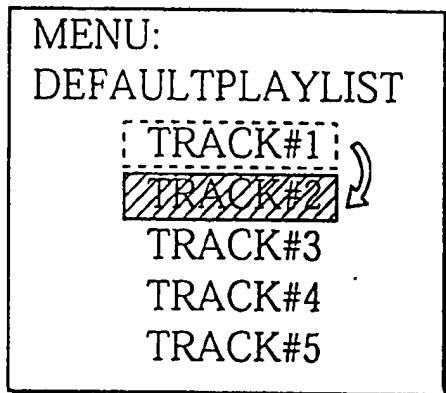 MENU:
DEFAULTPLAYLIST
TRACK#1
TRACK#2
TRACK#3
TRACK#4
TRACK#5